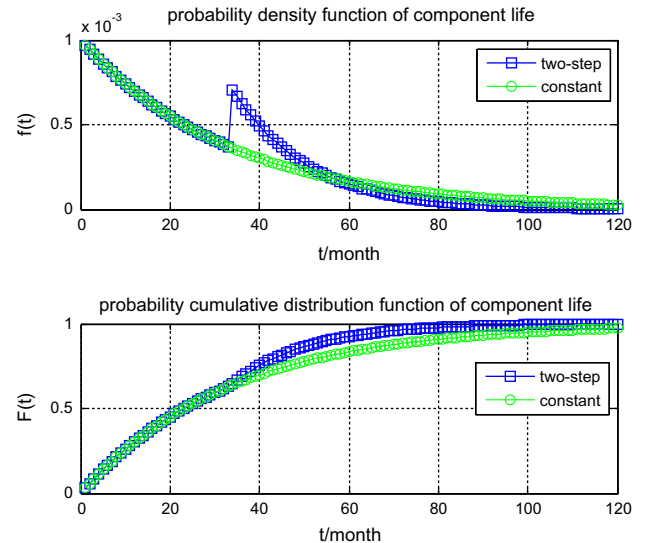 x 10^-3
probability density function of component life
1
0.5
0
f(t)
two-step
constant
0 20 40 60 80 100 120
t/month
probability cumulative distribution function of component life
1
0.5
0
F(t)
two-step
constant
0 20 40 60 80 100 120
t/month